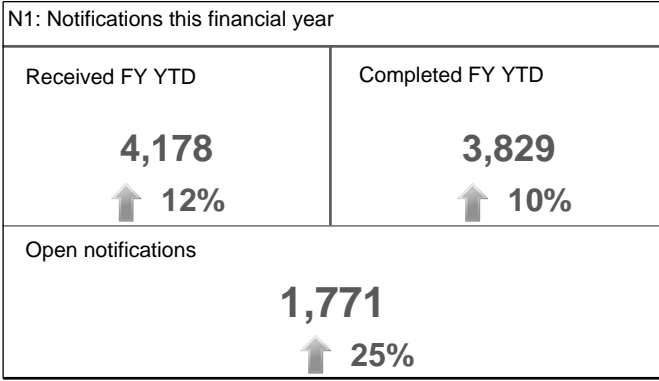 N1: Notifications this financial year
Received FY YTD
4,178
12%
Completed FY YTD
3,829
10%
Open notifications
1,771
25%